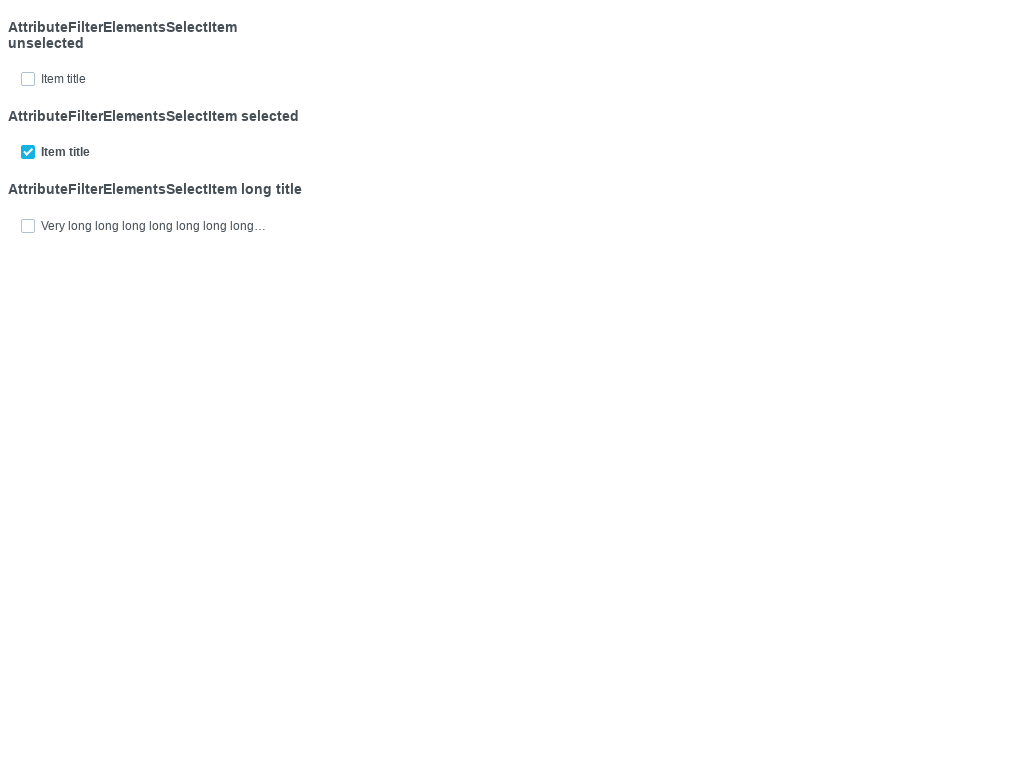 AttributeFilterElementsSelectItem
unselected
Item title
AttributeFilterElementsSelectItem selected
Item title
AttributeFilterElementsSelectItem long title
Very long long long long long long long…